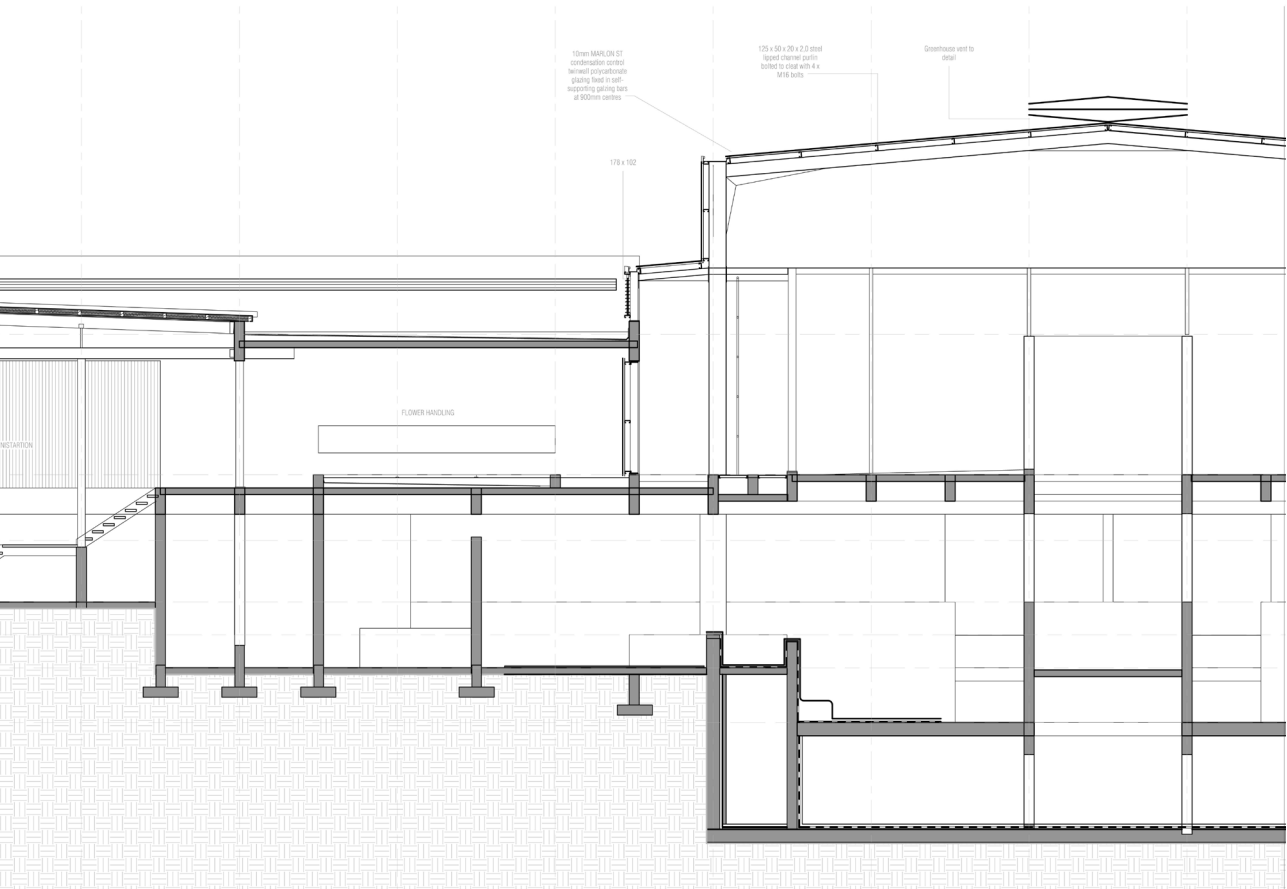 10mm MARLON ST
condensation control
twinwall polycarbonate
glazing fixed in self-
supporting galzing bars
at 900mm centres
125 x 50 x 20 x 2,0 steel
lipped channel purlin
bolted to cleat with 4 x
M16 bolts
Greenhouse vent to
detail
178 x 102
FLOWER HANDLING
NISTARTION